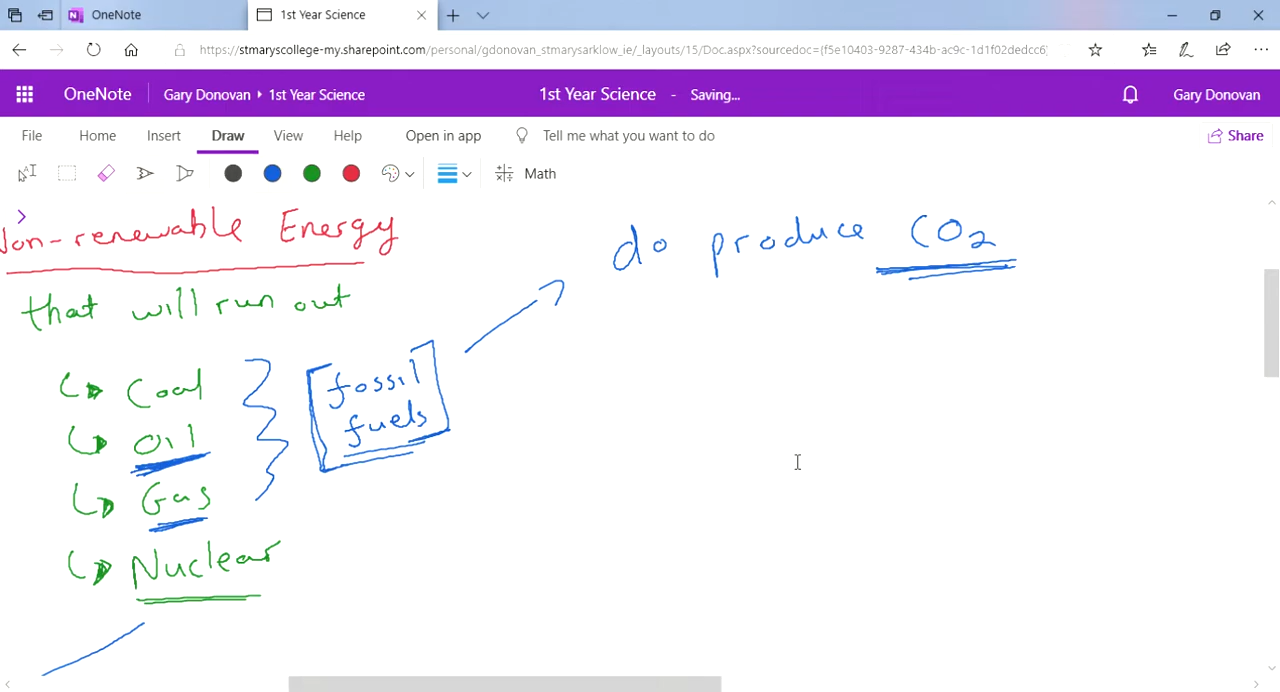 OneNote
1st Year Science
https://stmaryscollege-my.sharepoint.com/personal/gdonovan_stmarysarklow_ie/_layouts/15/Doc.aspx?sourcedoc={f5e10403-9287-434b-ac9c-1d1f02dedcc6}
OneNote
Gary Donovan
1st Year Science
1st Year Science - Saving...
Gary Donovan
File Home Insert Draw View Help Open in app Tell me what you want to do Share
Math
Non-renewable Energy
do produce CO2
that will run out
Coal
fossil
fuels
Oil
Gas
Nuclear